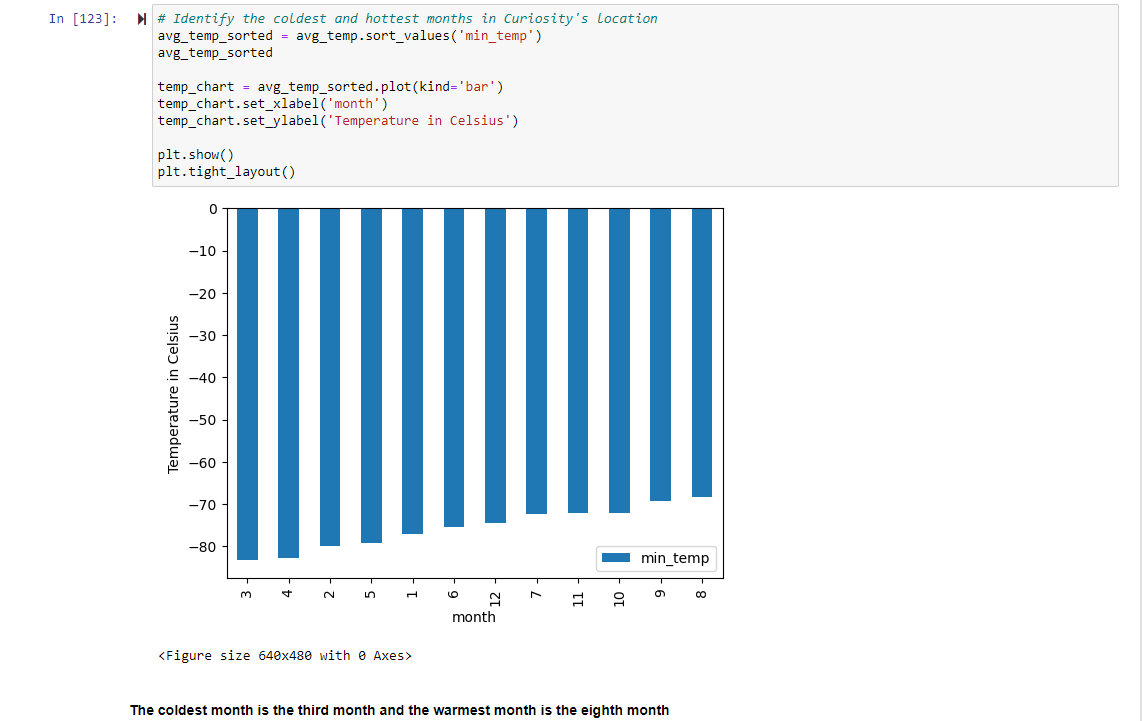 In [123]:
# Identify the coldest and hottest months in Curiosity's location
avg_temp_sorted = avg_temp.sort_values('min_temp')
avg_temp_sorted
temp_chart = avg_temp_sorted.plot(kind='bar')
temp_chart.set_xlabel('month')
temp_chart.set_ylabel('Temperature in Celsius')
plt.show()
plt.tight_layout()
Temperature in Celsius
0
−10
−20
−30
−40
−50
−60
−70
−80
min_temp
3 4 2 5 1 6 12 7 11 10 9 8
month
<Figure size 640x480 with 0 Axes>
The coldest month is the third month and the warmest month is the eighth month